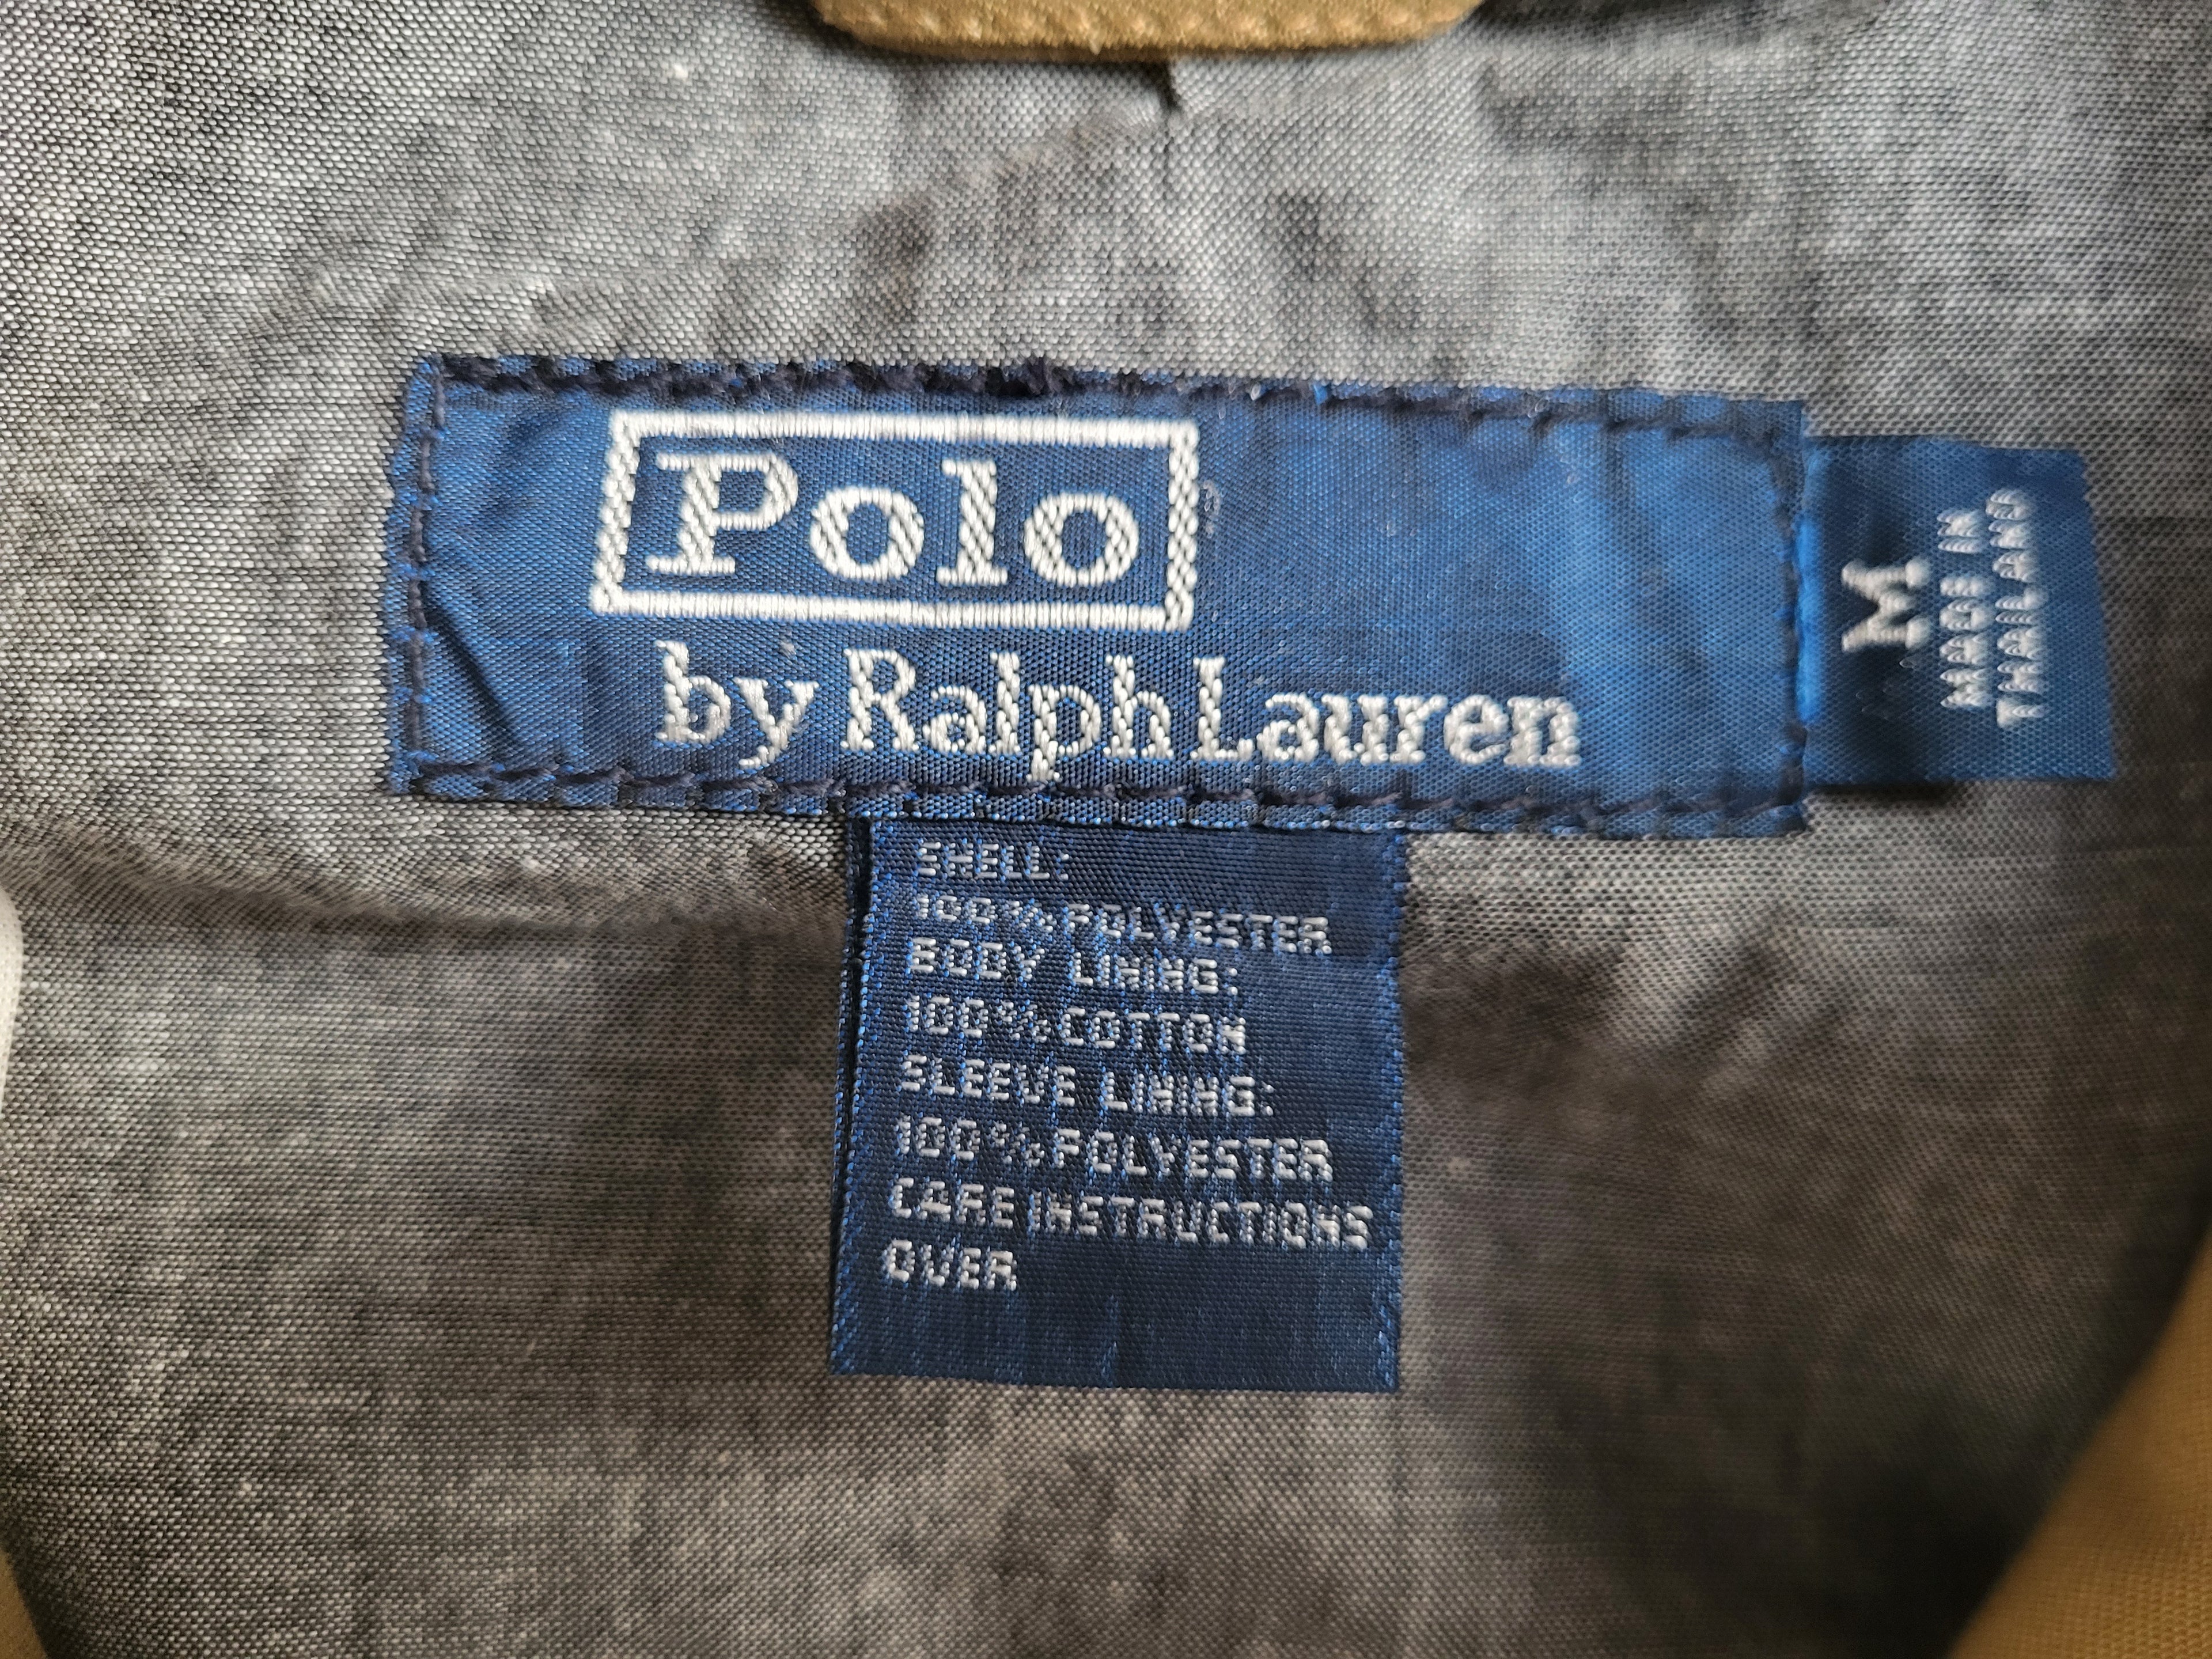 Polo
by Ralph Lauren
M
MADE IN
THAILAND
SHELL:
100% POLYESTER
BODY LINING:
100% COTTON
SLEEVE LINING:
100% POLYESTER
CARE INSTRUCTIONS
OVER